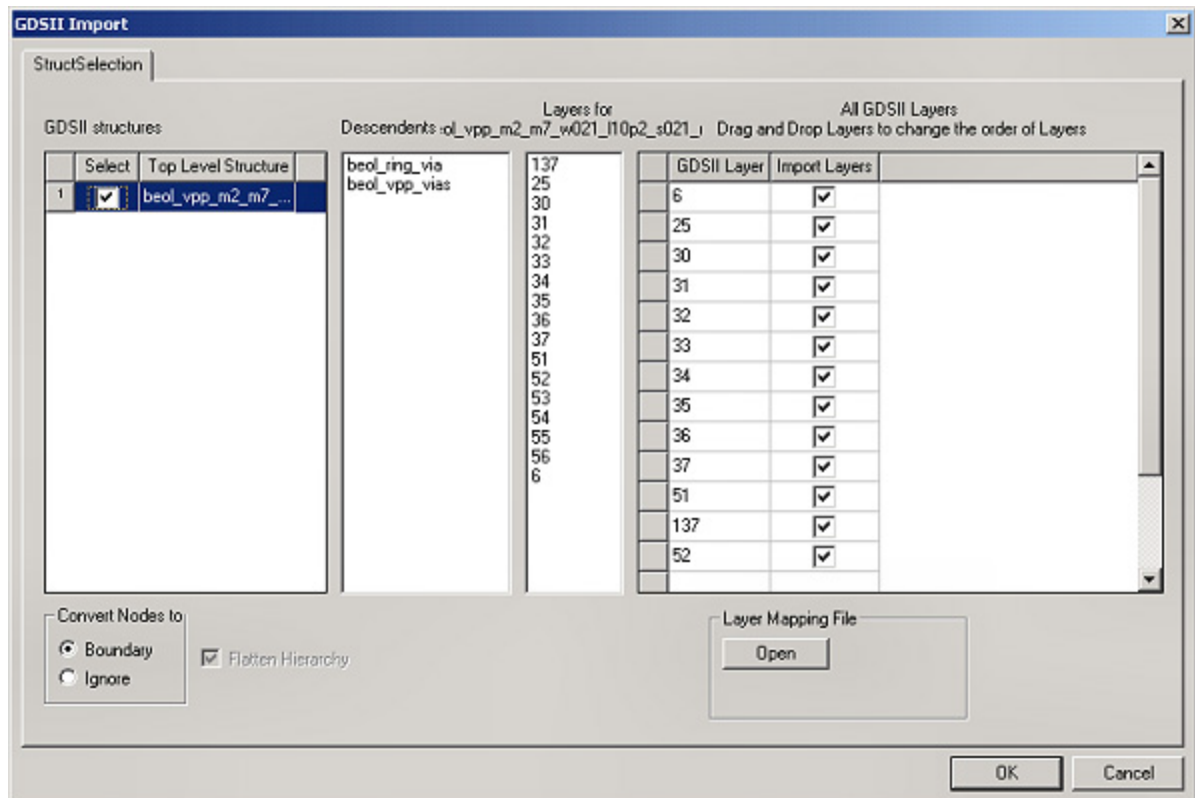 GDSII Import
StructSelection
GDSII structures
Select Top Level Structure
1 beol_vpp_m2_m7_...
Descendents
beol_ring_via
beol_vpp_vias
Layers for
:ol_vpp_m2_m7_w021_l10p2_s021_
137
25
30
31
32
33
34
35
36
37
51
52
53
54
55
56
6
All GDSII Layers
Drag and Drop Layers to change the order of Layers
GDSII Layer Import Layers
6
25
30
31
32
33
34
35
36
37
51
137
52
Convert Nodes to
Boundary
Ignore
Flatten Hierarchy
Layer Mapping File
Open
OK
Cancel